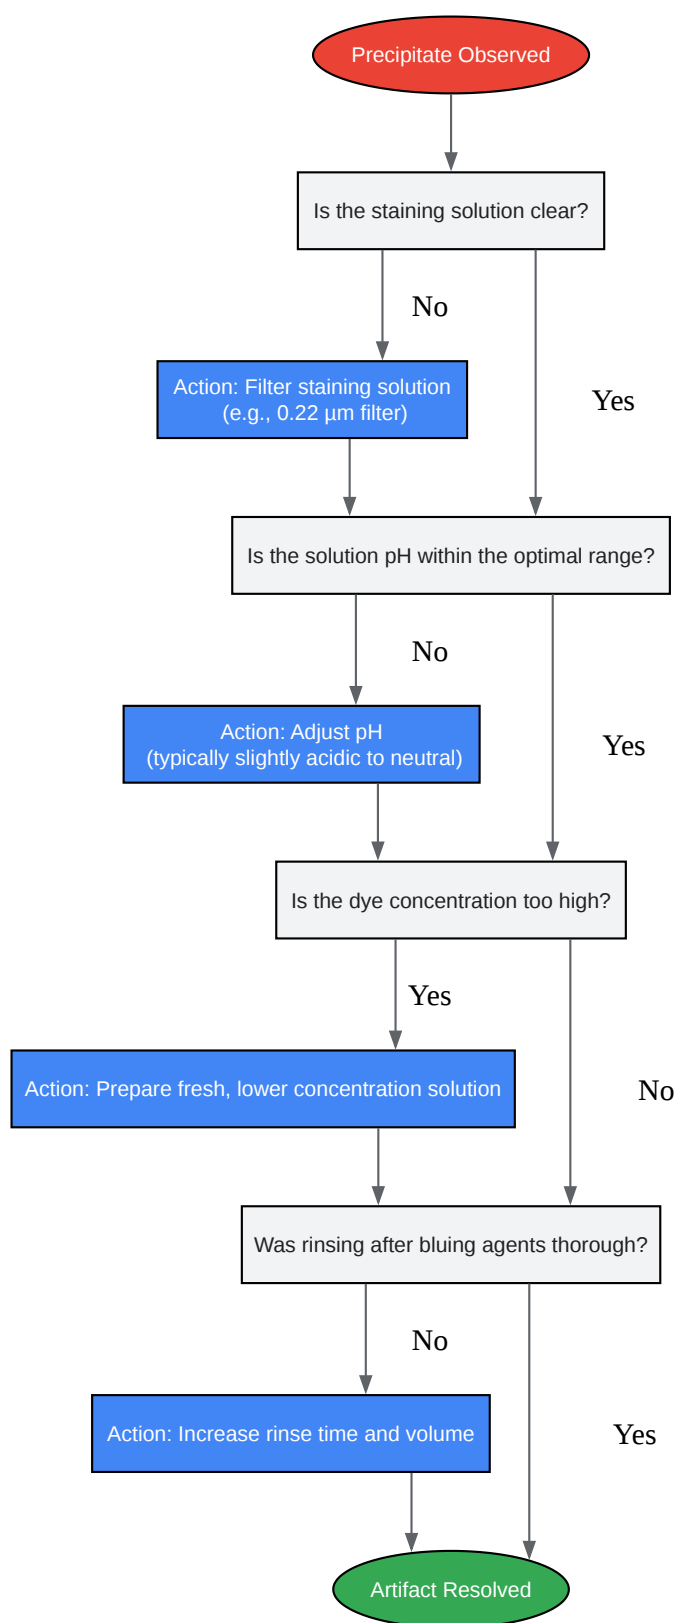 Precipitate Observed
Is the staining solution clear?
No
Action: Filter staining solution
(e.g., 0.22 µm filter)
Yes
Is the solution pH within the optimal range?
No
Action: Adjust pH
(typically slightly acidic to neutral)
Yes
Is the dye concentration too high?
Yes
Action: Prepare fresh, lower concentration solution
No
Was rinsing after bluing agents thorough?
No
Action: Increase rinse time and volume
Yes
Artifact Resolved